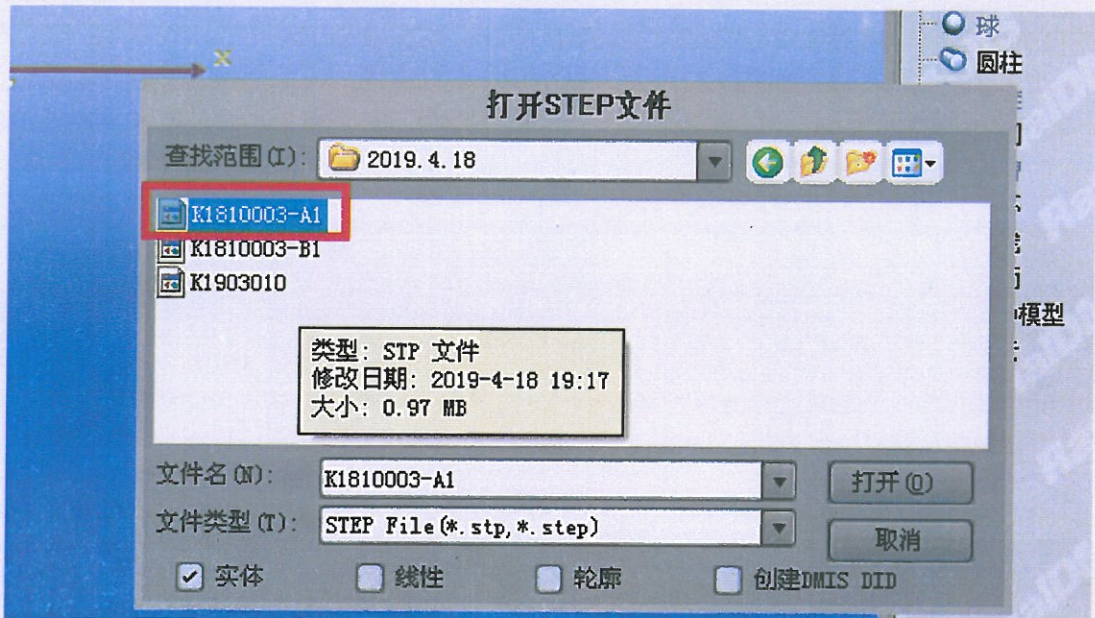 X
球
圆柱
打开STEP文件
查找范围(I):
2019.4.18
K1810003-A1
K1810003-B1
K1903010
类型: STP 文件
修改日期: 2019-4-18 19:17
大小: 0.97 MB
模型
文件名(N):
K1810003-A1
打开(O)
文件类型(T):
STEP File(*.stp,*.step)
取消
实体
线性
轮廓
创建DMIS DID